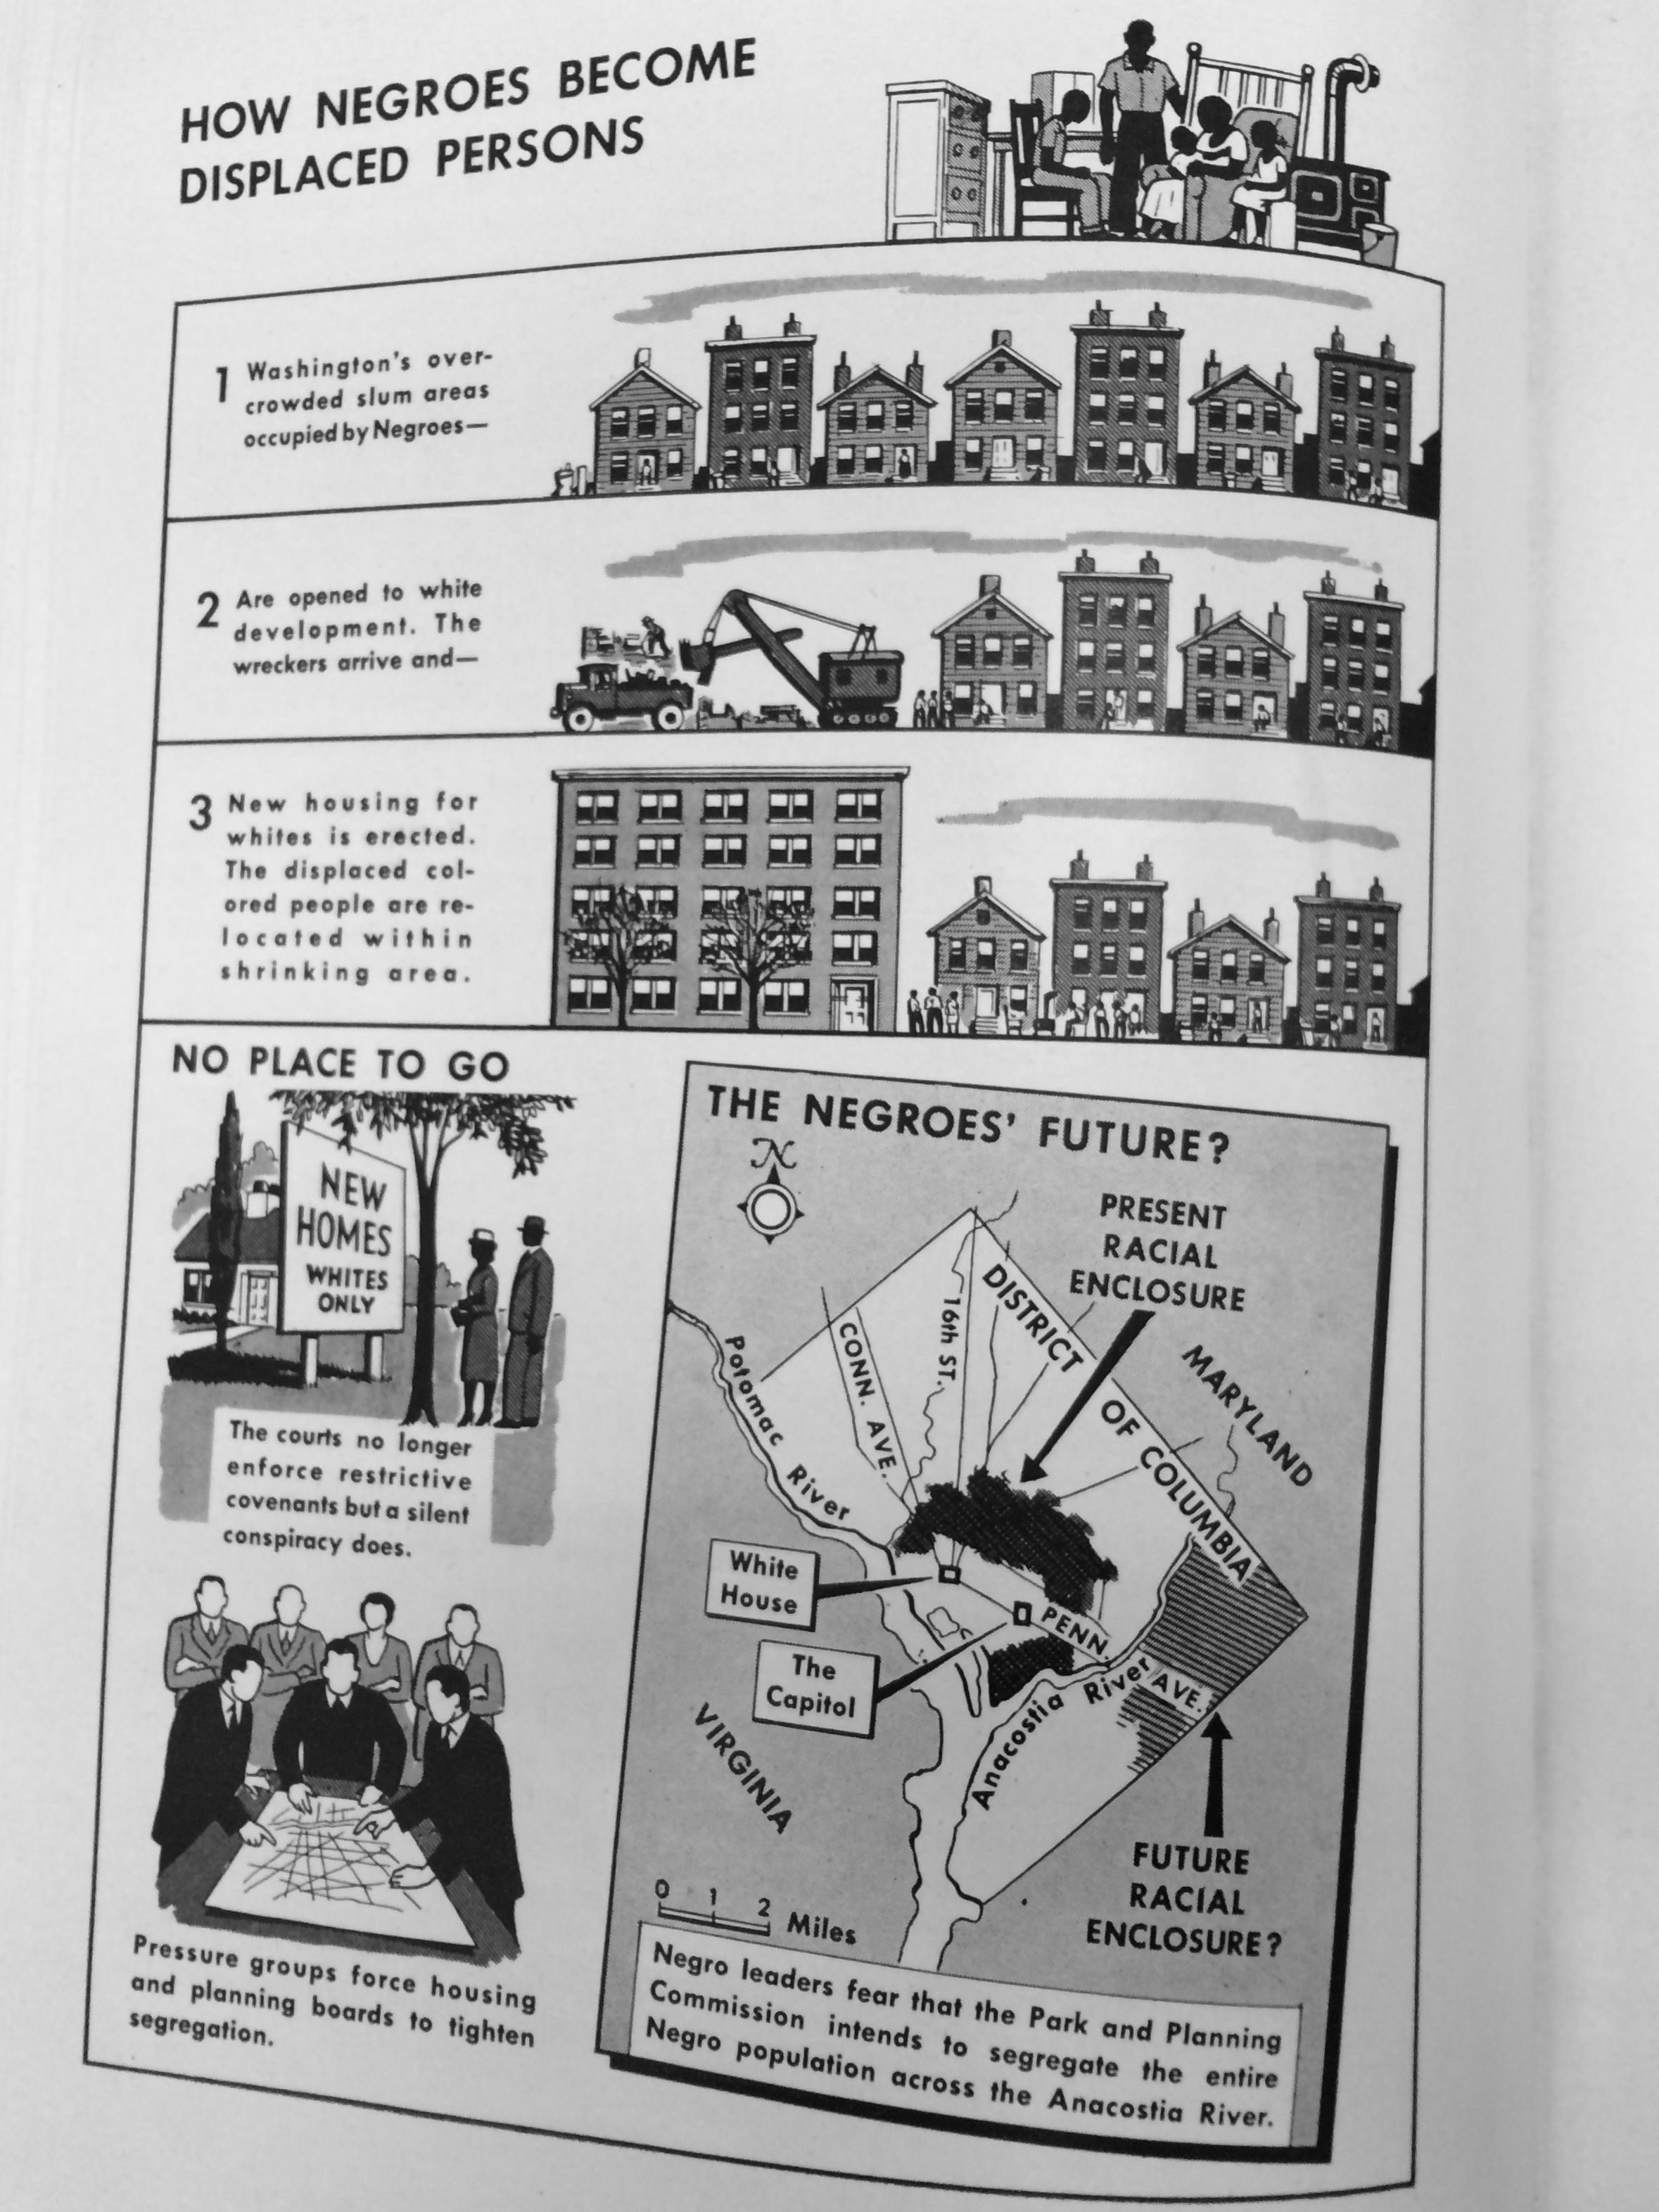 HOW NEGROES BECOME
DISPLACED PERSONS
1 Washington's over-
crowded slum areas
occupied by Negroes—
2 Are opened to white
development. The
wreckers arrive and—
3 New housing for
whites is erected.
The displaced col-
ored people are re-
located within
shrinking area.
NO PLACE TO GO
NEW
HOMES
WHITES
ONLY
The courts no longer
enforce restrictive
covenants but a silent
conspiracy does.
Pressure groups force housing
and planning boards to tighten
segregation.
THE NEGROES' FUTURE?
N
PRESENT
RACIAL
ENCLOSURE
DISTRICT OF COLUMBIA
MARYLAND
16th ST.
CONN. AVE.
Potomac River
White
House
The
Capitol
PENN. AVE.
Anacostia River
VIRGINIA
FUTURE
RACIAL
ENCLOSURE?
0 1 2 Miles
Negro leaders fear that the Park and Planning
Commission intends to segregate the entire
Negro population across the Anacostia River.